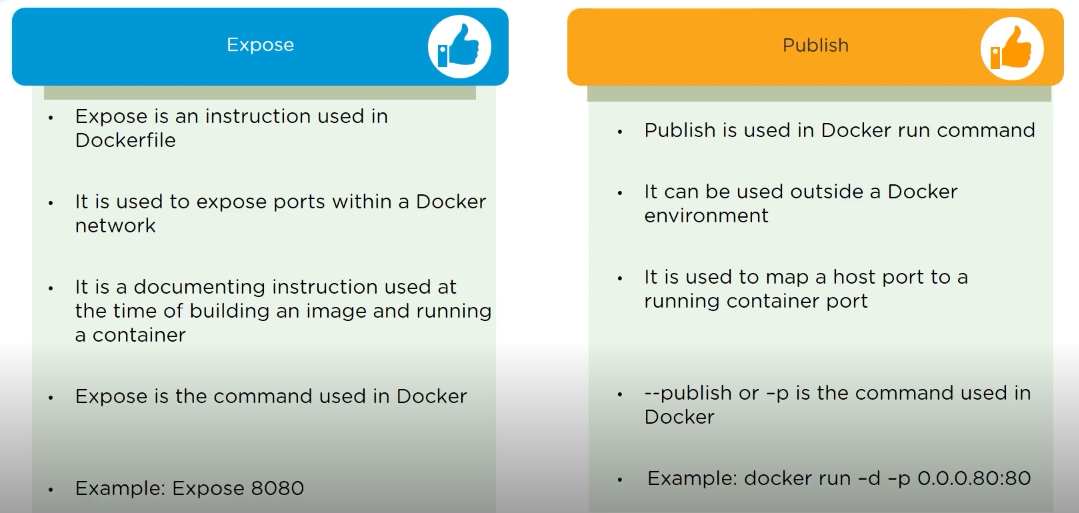 Expose
Expose is an instruction used in
Dockerfile
It is used to expose ports within a Docker
network
It is a documenting instruction used at
the time of building an image and running
a container
Expose is the command used in Docker
Example: Expose 8080
Publish
Publish is used in Docker run command
It can be used outside a Docker
environment
It is used to map a host port to a
running container port
--publish or –p is the command used in
Docker
Example: docker run –d –p 0.0.0.80:80